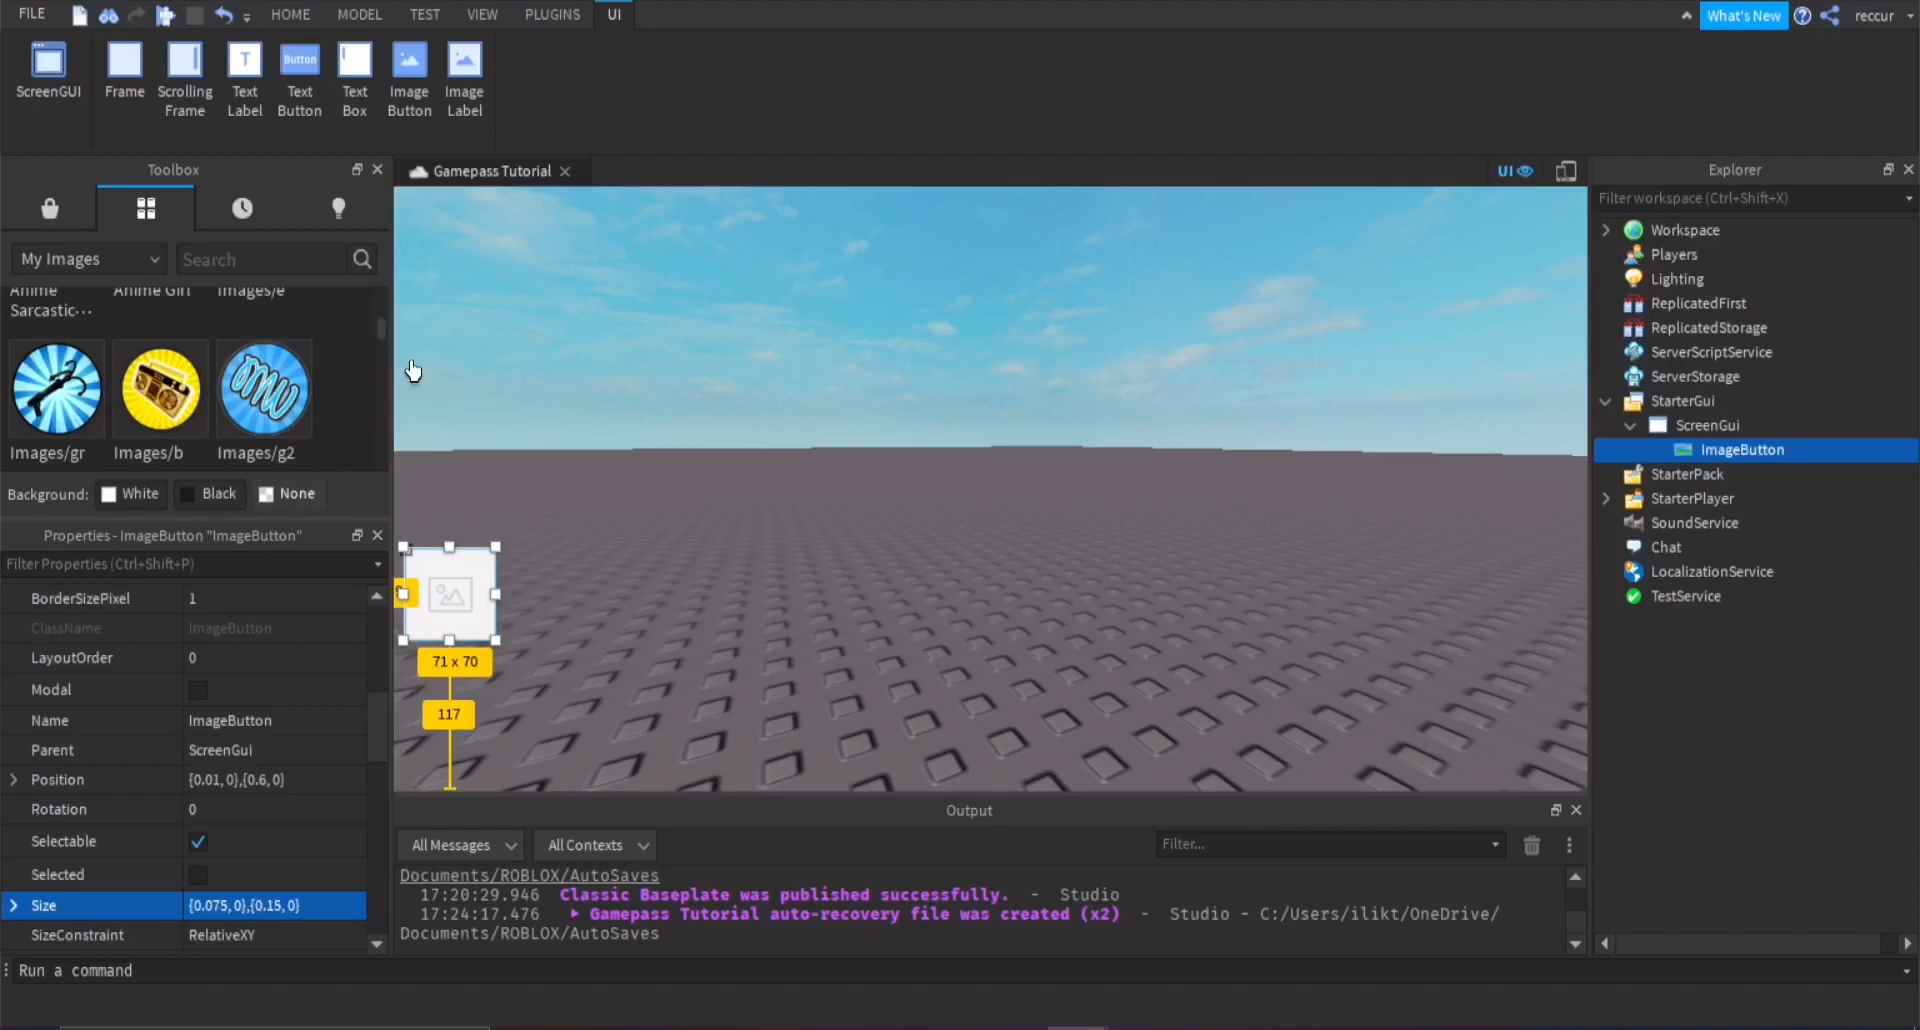 FILE
HOME
MODEL
TEST
VIEW
PLUGINS
UI
What's New
reccur
ScreenGUI
Frame
Scrolling
Frame
T
Text
Label
Button
Text
Button
Text
Box
Image
Button
Image
Label
Toolbox
Gamepass Tutorial
UI
Explorer
My Images
Search
Anime
Sarcastic···
Anime Girl
Images/e
Images/gr
Images/b
Images/g2
Background:
White
Black
None
Properties - ImageButton "ImageButton"
Filter Properties (Ctrl+Shift+P)
BorderSizePixel 1
ClassName ImageButton
LayoutOrder 0
Modal
Name ImageButton
Parent ScreenGui
Position {0.01, 0},{0.6, 0}
Rotation 0
Selectable
Selected
Size {0.075, 0},{0.15, 0}
SizeConstraint RelativeXY
71 x 70
117
Output
All Messages
All Contexts
Filter...
Documents/ROBLOX/AutoSaves
17:20:29.946 Classic Baseplate was published successfully. - Studio
17:24:17.476 Gamepass Tutorial auto-recovery file was created (x2) - Studio - C:/Users/ilikt/OneDrive/
Documents/ROBLOX/AutoSaves
Filter workspace (Ctrl+Shift+X)
Workspace
Players
Lighting
ReplicatedFirst
ReplicatedStorage
ServerScriptService
ServerStorage
StarterGui
ScreenGui
ImageButton
StarterPack
StarterPlayer
SoundService
Chat
LocalizationService
TestService
Run a command